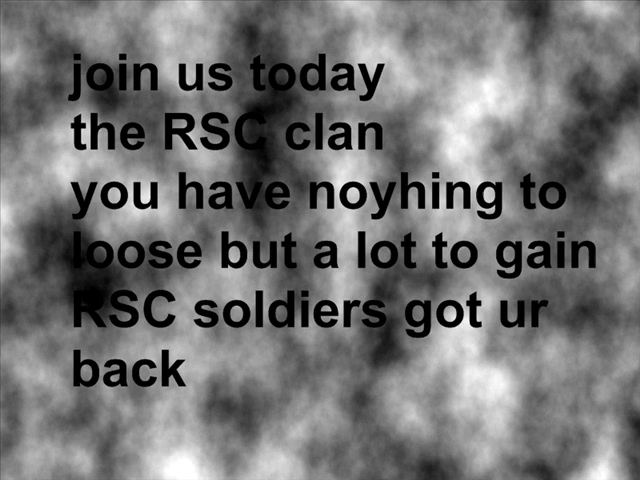 join us today
the RSC clan
you have noyhing to
loose but a lot to gain
RSC soldiers got ur
back